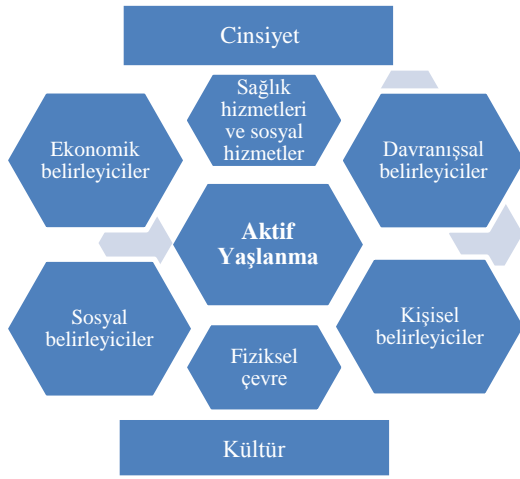 Cinsiyet
Sağlık
hizmetleri
ve sosyal
hizmetler
Ekonomik
belirleyiciler
Davranışsal
belirleyiciler
Aktif
Yaşlanma
Sosyal
belirleyiciler
Kişisel
belirleyiciler
Fiziksel
çevre
Kültür